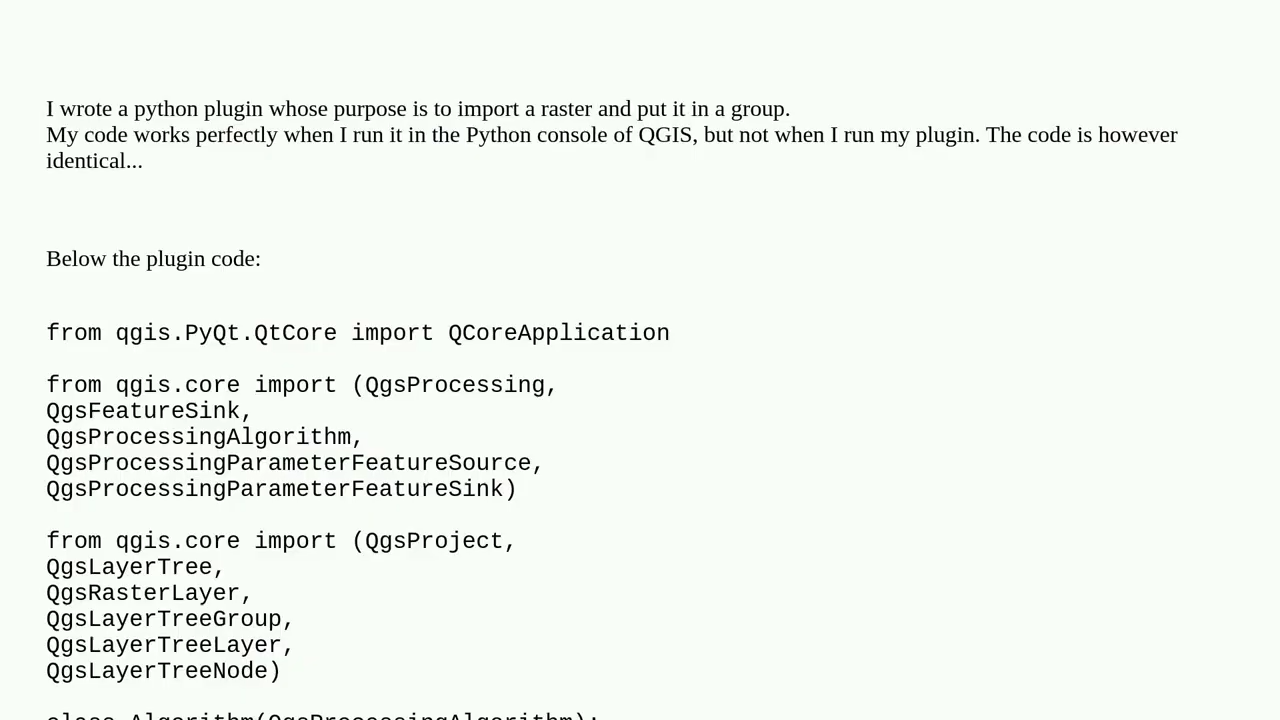 I wrote a python plugin whose purpose is to import a raster and put it in a group.
My code works perfectly when I run it in the Python console of QGIS, but not when I run my plugin. The code is however
identical...
Below the plugin code:
from qgis.PyQt.QtCore import QCoreApplication
from qgis.core import (QgsProcessing,
QgsFeatureSink,
QgsProcessingAlgorithm,
QgsProcessingParameterFeatureSource,
QgsProcessingParameterFeatureSink)
from qgis.core import (QgsProject,
QgsLayerTree,
QgsRasterLayer,
QgsLayerTreeGroup,
QgsLayerTreeLayer,
QgsLayerTreeNode)
class Algorithm(QgsProcessingAlgorithm):